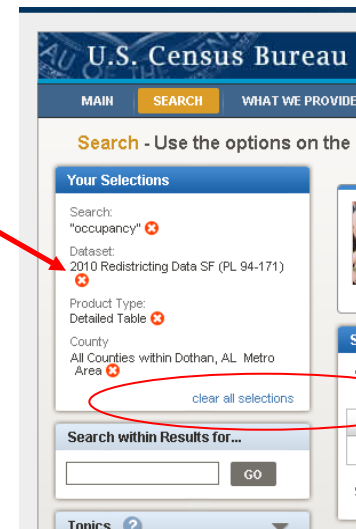 U.S. Census Bureau
MAIN SEARCH WHAT WE PROVIDE
Search - Use the options on the
Your Selections
Search:
"occupancy"
Dataset:
2010 Redistricting Data SF (PL 94-171)
Product Type:
Detailed Table
County
All Counties within Dothan, AL Metro
Area
clear all selections
Search within Results for...
GO
Topics ?